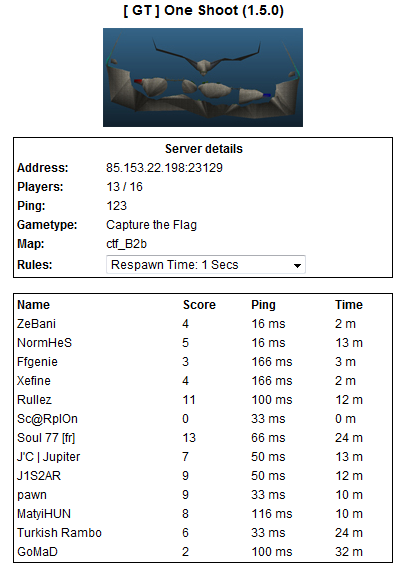 [ GT ] One Shoot (1.5.0)
Server details
Address: 85.153.22.198:23129
Players: 13 / 16
Ping: 123
Gametype: Capture the Flag
Map: ctf_B2b
Rules: Respawn Time: 1 Secs
Name Score Ping Time
ZeBani 4 16 ms 2 m
NormHeS 5 16 ms 13 m
Ffgenie 3 166 ms 3 m
Xefine 4 166 ms 2 m
Rullez 11 100 ms 12 m
Sc@RpIOn 0 33 ms 0 m
Soul 77 [fr] 13 66 ms 24 m
J'C | Jupiter 7 50 ms 13 m
J1S2AR 9 50 ms 12 m
pawn 9 33 ms 10 m
MatyiHUN 8 116 ms 10 m
Turkish Rambo 6 33 ms 24 m
GoMaD 2 100 ms 32 m